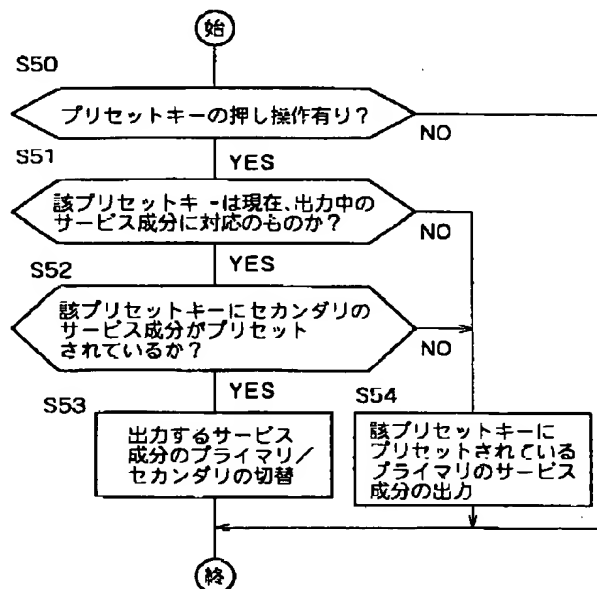 始
S50
プリセットキーの押し操作有り?
NO
S51
YES
該プリセットキーは現在、出力中の
サービス成分に対応のものか?
NO
S52
YES
該プリセットキーにセカンダリの
サービス成分がプリセット
されているか?
NO
S53
YES
S54
出力するサービス
成分のプライマリ/
セカンダリの切替
該プリセットキーに
プリセットされている
プライマリのサービス
成分の出力
終